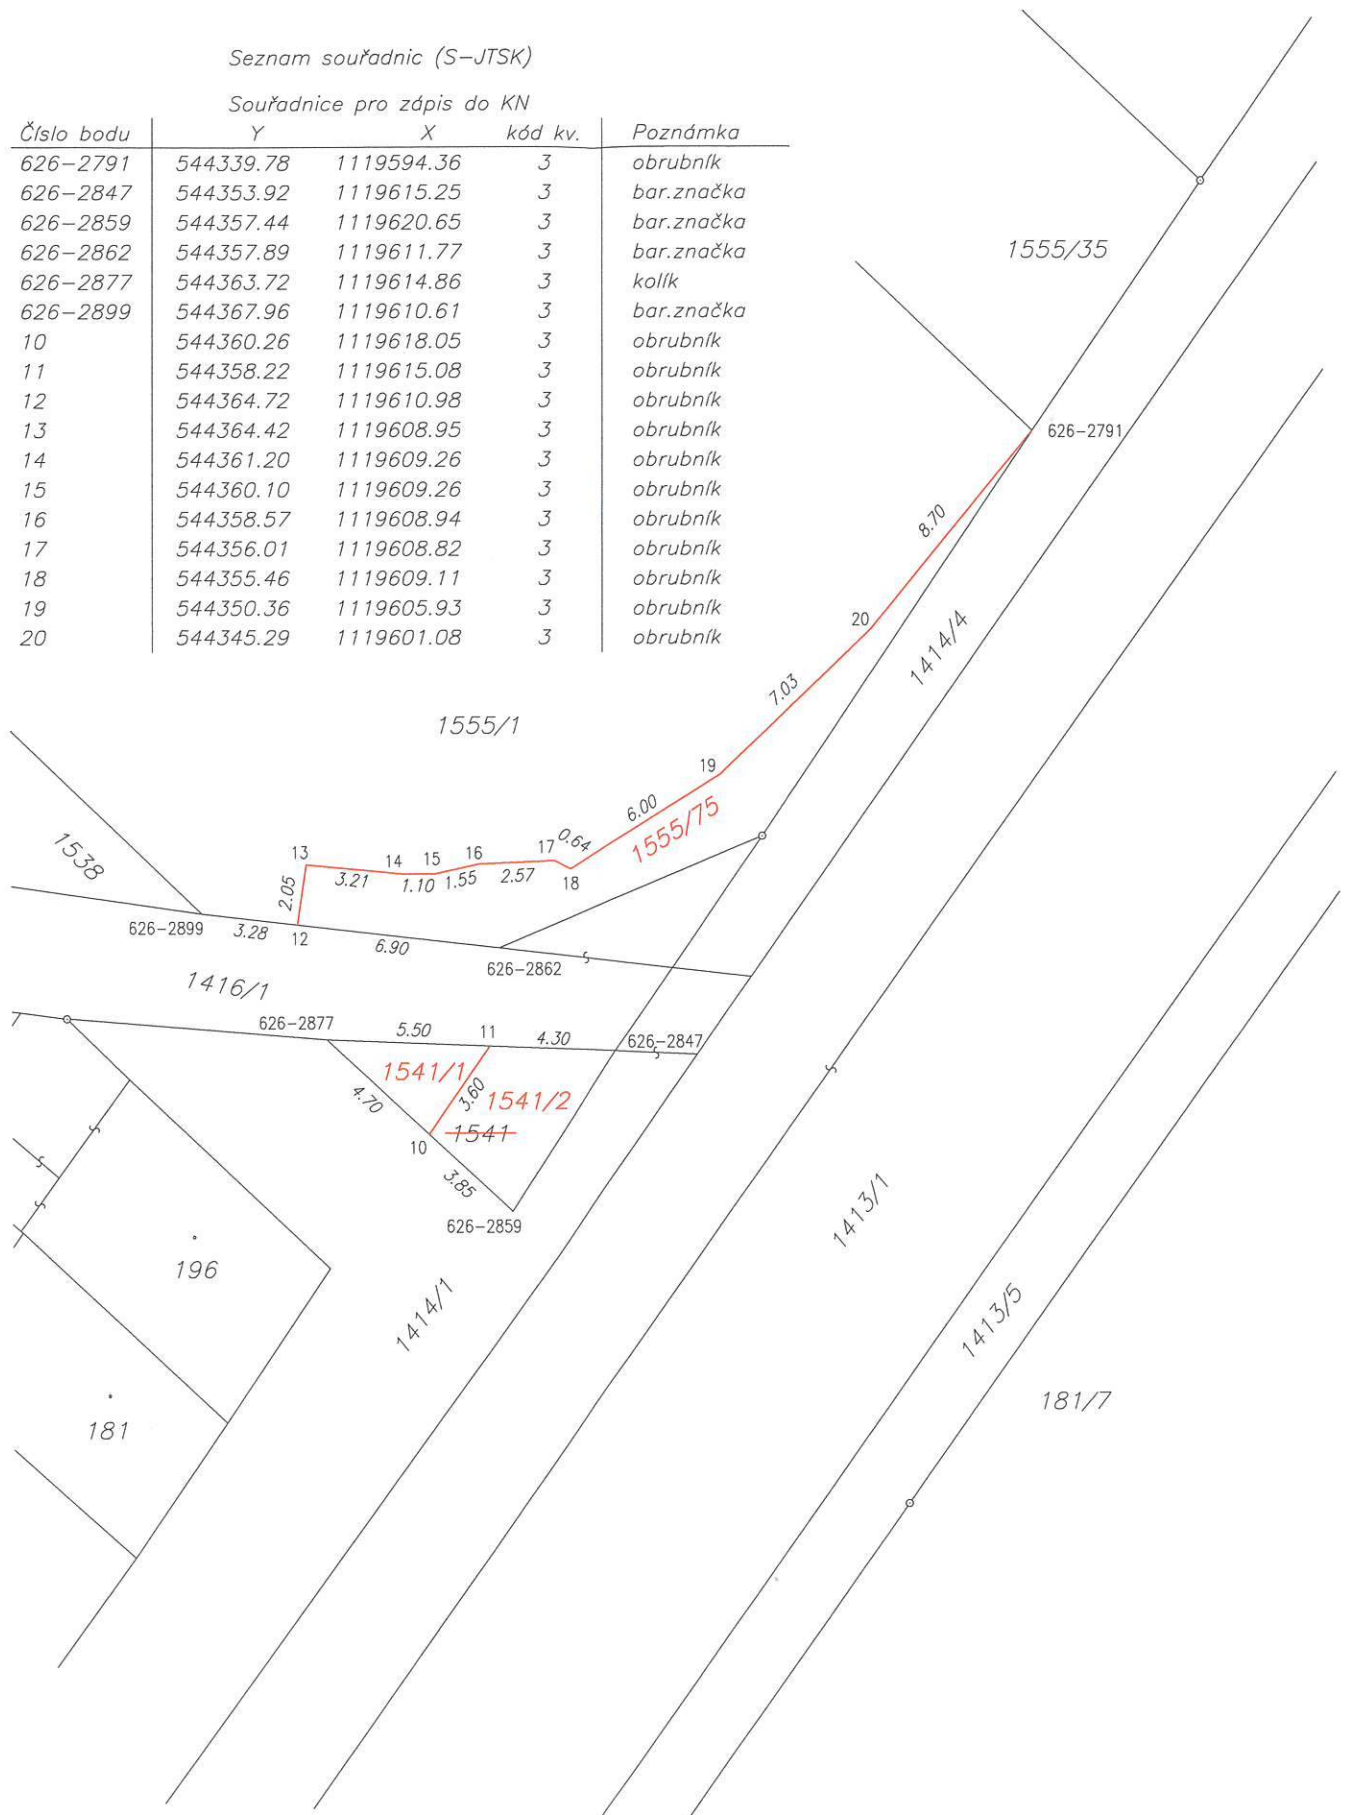 Seznam souřadnic (S-JTSK)
Souřadnice pro zápis do KN
Číslo bodu Y X kód kv. Poznámka
626-2791 544339.78 1119594.36 3 obrubník
626-2847 544353.92 1119615.25 3 bar.značka
626-2859 544357.44 1119620.65 3 bar.značka
626-2862 544357.89 1119611.77 3 bar.značka
626-2877 544363.72 1119614.86 3 kolík
626-2899 544367.96 1119610.61 3 bar.značka
10 544360.26 1119618.05 3 obrubník
11 544358.22 1119615.08 3 obrubník
12 544364.72 1119610.98 3 obrubník
13 544364.42 1119608.95 3 obrubník
14 544361.20 1119609.26 3 obrubník
15 544360.10 1119609.26 3 obrubník
16 544358.57 1119608.94 3 obrubník
17 544356.01 1119608.82 3 obrubník
18 544355.46 1119609.11 3 obrubník
19 544350.36 1119605.93 3 obrubník
20 544345.29 1119601.08 3 obrubník
1555/35
626-2791
8.70
20
1414/4
7.03
1555/1
19
6.00
1555/75
1538
13
14
15
16
17
0.64
18
3.21
1.10
1.55
2.57
2.05
626-2899
3.28
12
6.90
626-2862
1416/1
626-2877
5.50
11
4.30
626-2847
1541/1
3.60
1541/2
4.70
1541
10
3.85
626-2859
1413/1
196
1414/1
1413/5
181/7
181